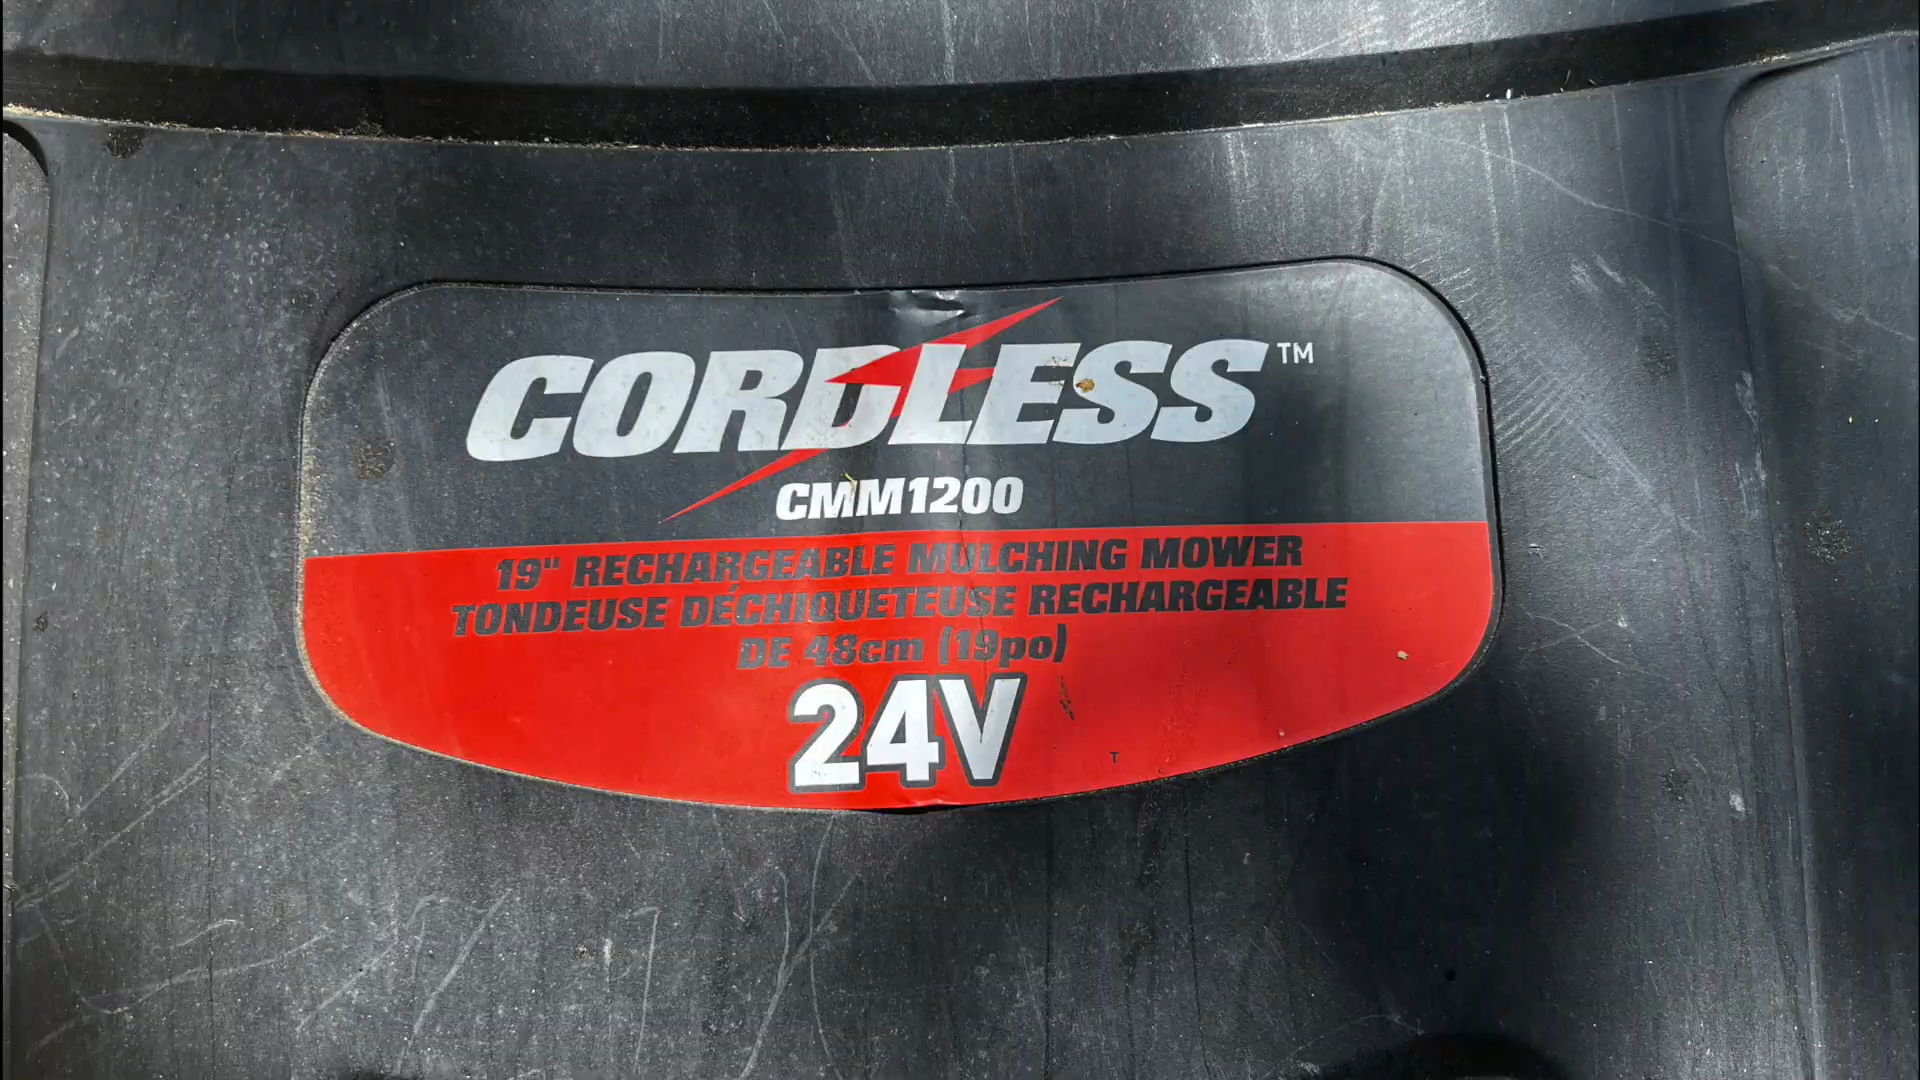 CORDLESS™
CMM1200
19" RECHARGEABLE MULCHING MOWER
TONDEUSE DÉCHIQUETEUSE RECHARGEABLE
DE 48cm (19po)
24V
T